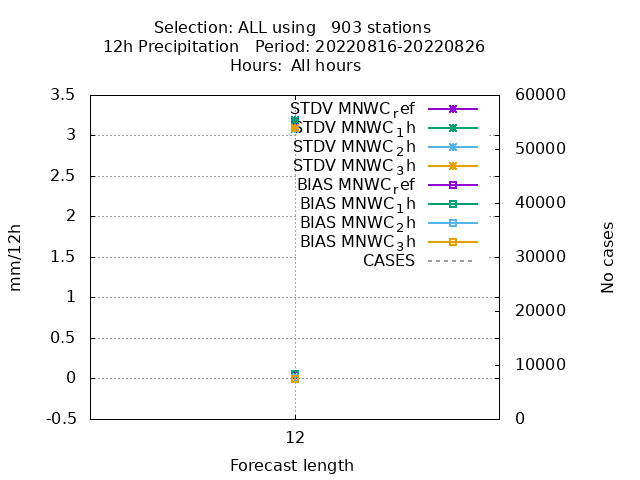 Selection: ALL using   903 stations
12h Precipitation   Period: 20220816-20220826
Hours:  All hours
3.5
3
2.5
2
1.5
1
0.5
0
-0.5
mm/12h
STDV MNWC_ref
STDV MNWC_1h
STDV MNWC_2h
STDV MNWC_3h
BIAS MNWC_ref
BIAS MNWC_1h
BIAS MNWC_2h
BIAS MNWC_3h
CASES
60000
50000
40000
30000
20000
10000
0
No cases
12
Forecast length